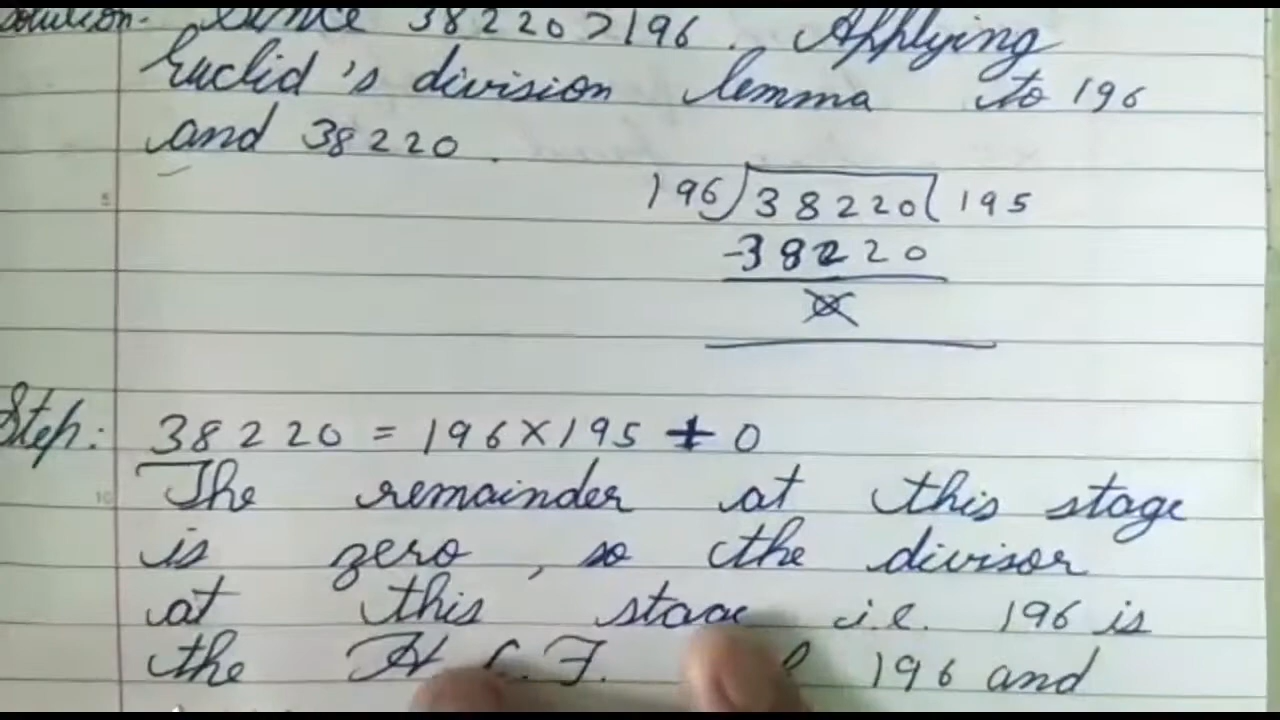 Solution. Since 38220 > 196. Applying
Euclid's division lemma to 196
and 38220.
196)38220(195
-38220
0
Step: 38220 = 196 × 195 + 0
The remainder at this stage
is zero, so the divisor
at this stage i.e. 196 is
the H.C.F. 196 and